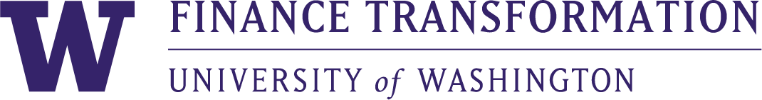 W FINANCE TRANSFORMATION
UNIVERSITY of WASHINGTON